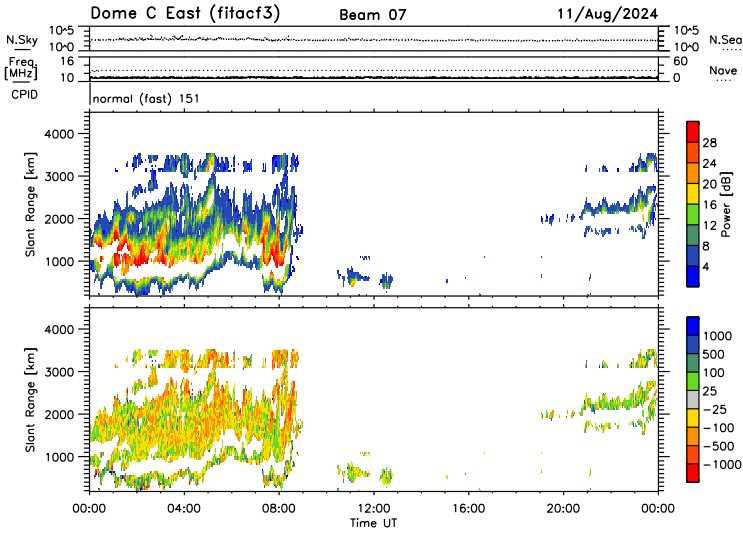 Dome C East (fitacf3) Beam 07 11/Aug/2024
10^5 10^5
N.Sky N.Sea
10^0 10^0
Freq. 16 60
[MHz] Nave
10 0
CPID normal (fast) 151
4000
3000
2000
1000
Slant Range [km]
28
24
20
16
12
8
4
Power [dB]
4000
3000
2000
1000
Slant Range [km]
1000
500
100
25
−25
−100
−500
−1000
00:00 04:00 08:00 12:00 16:00 20:00 00:00
Time UT